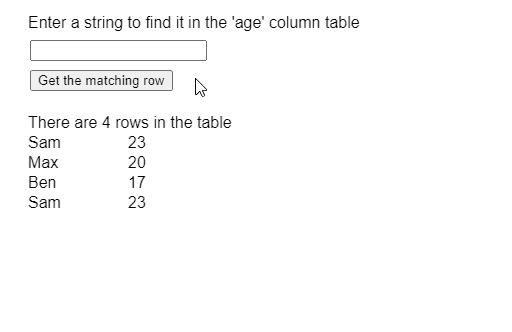 Enter a string to find it in the 'age' column table
Get the matching row
There are 4 rows in the table
Sam 23
Max 20
Ben 17
Sam 23